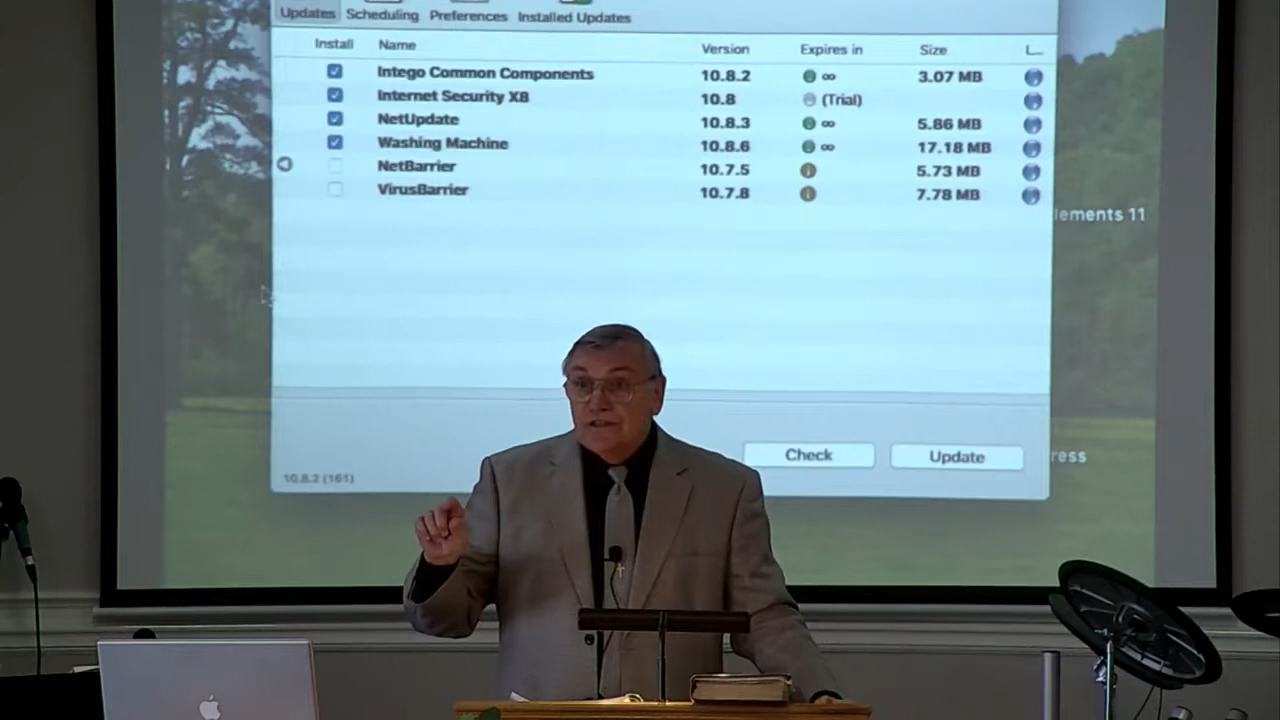 Updates Scheduling Preferences Installed Updates
Install Name Version Expires in Size L...
Intego Common Components 10.8.2 ∞ 3.07 MB
Internet Security X8 10.8 (Trial)
NetUpdate 10.8.3 ∞ 5.86 MB
Washing Machine 10.8.6 ∞ 17.18 MB
NetBarrier 10.7.5 5.73 MB
VirusBarrier 10.7.8 7.78 MB
lements 11
Check Update
ress
10.8.2 (161)